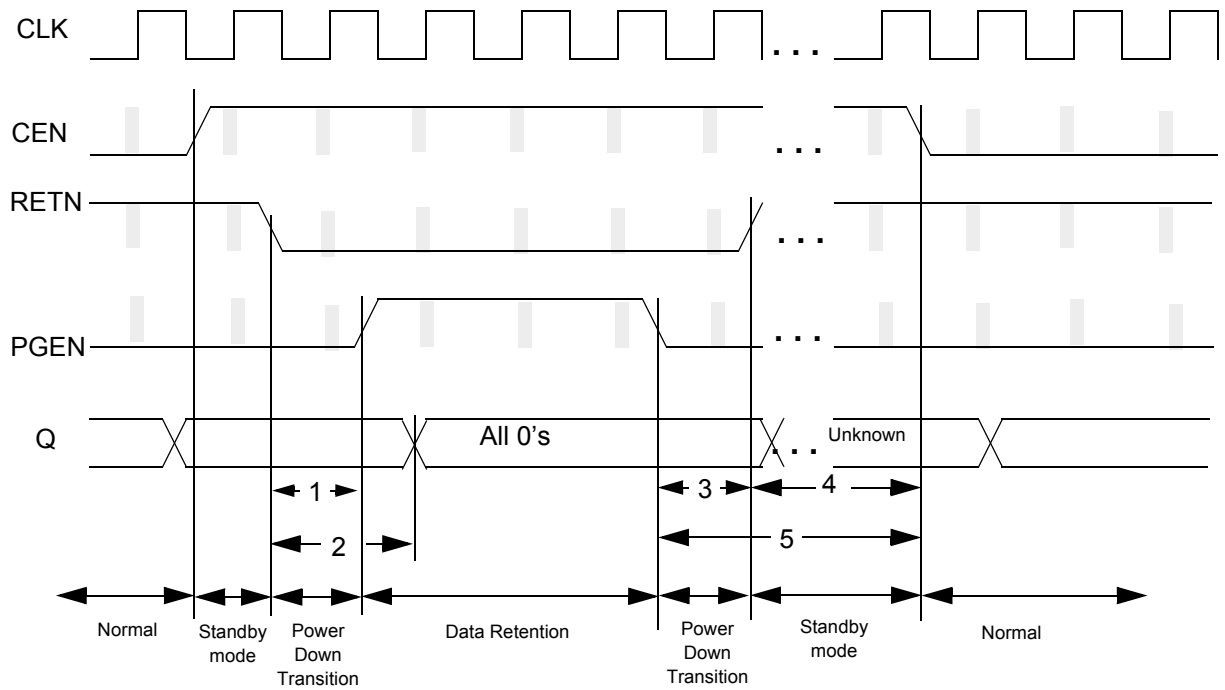 CLK
. . .
CEN
. . .
RETN
. . .
PGEN
. . .
Q
All 0's
. . .
Unknown
1
3
4
2
5
Normal
Standby
mode
Power
Down
Transition
Data Retention
Power
Down
Transition
Standby
mode
Normal